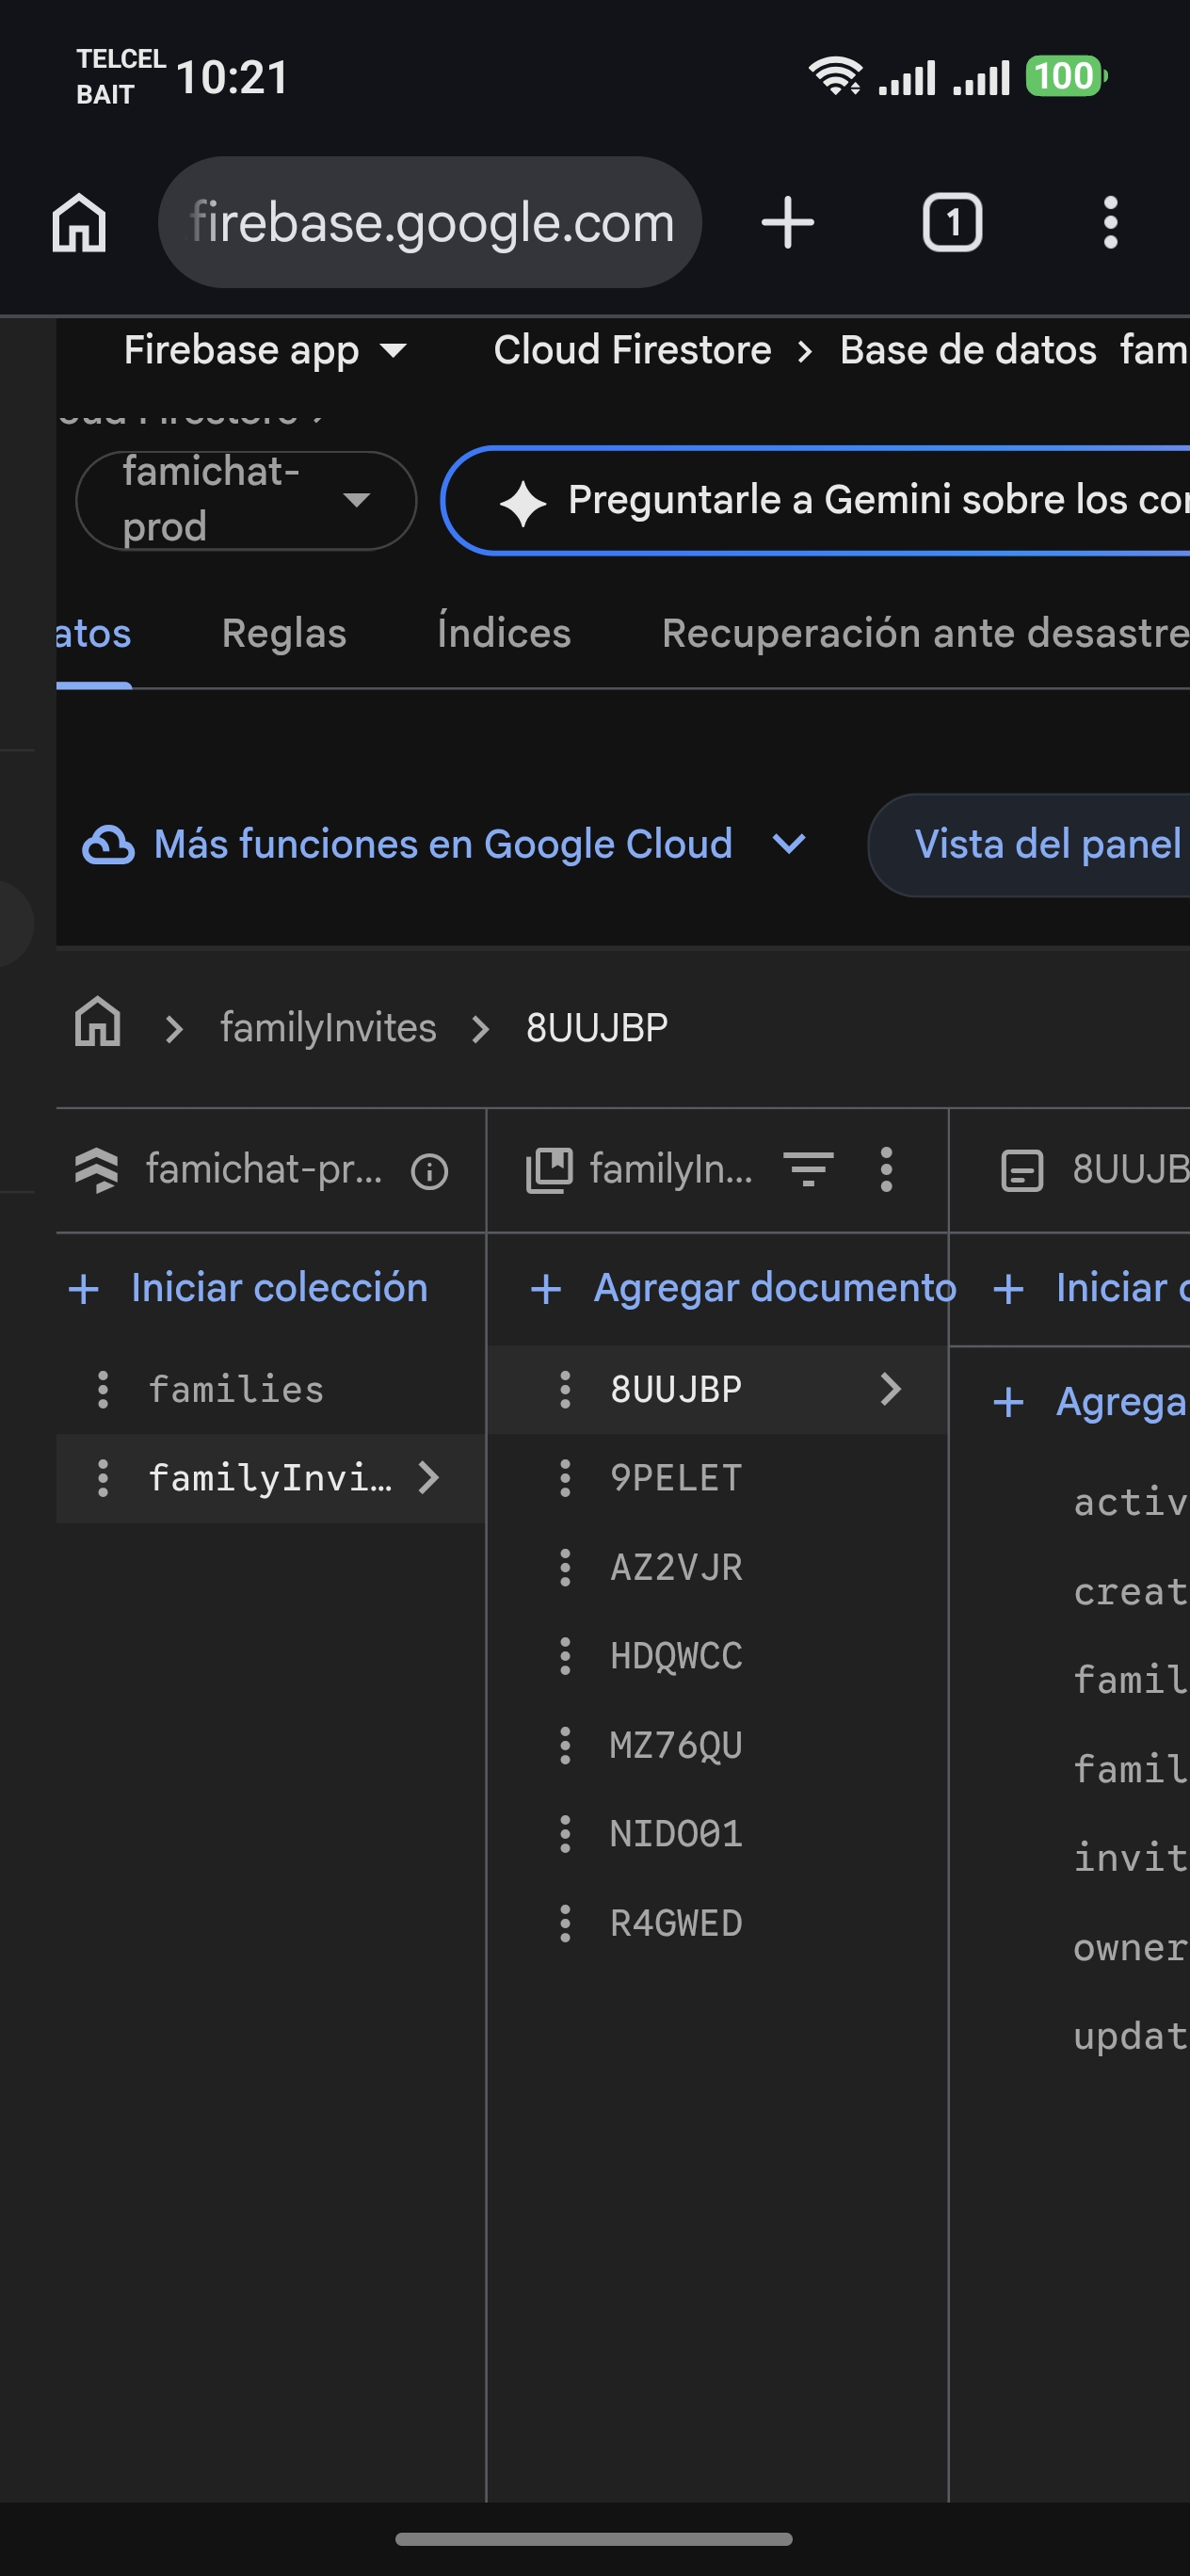 TELCEL
BAIT
10:21
100
firebase.google.com
1
Firebase app
Cloud Firestore > Base de datos fam
famichat-
prod
Preguntarle a Gemini sobre los cor
atos
Reglas
Índices
Recuperación ante desastre
Más funciones en Google Cloud
Vista del panel
familyInvites
8UUJBP
famichat-pr...
familyIn...
8UUJB
+ Iniciar colección
+ Agregar documento
+ Iniciar c
families
familyInvi...
8UUJBP
9PELET
AZ2VJR
HDQWCC
MZ76QU
NIDO01
R4GWED
+ Agrega
activ
creat
famil
famil
invit
owner
updat